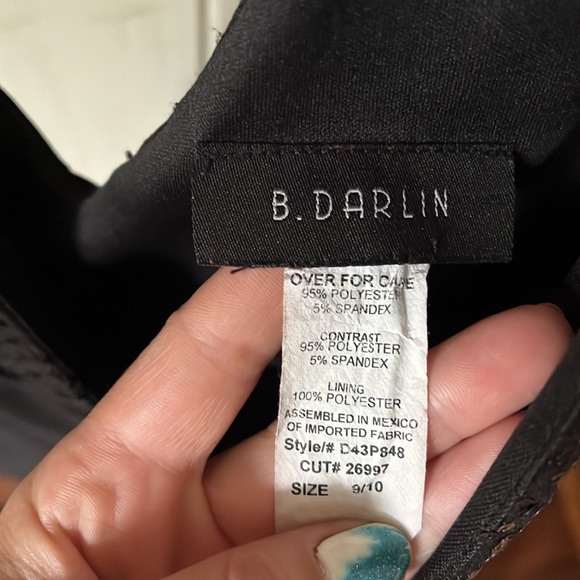 B. DARLIN
OVER FOR CARE
95% POLYESTER
5% SPANDEX
CONTRAST
95% POLYESTER
5% SPANDEX
LINING
100% POLYESTER
ASSEMBLED IN MEXICO
OF IMPORTED FABRIC
Style/# D43P848
CUT# 26997
SIZE 9/10